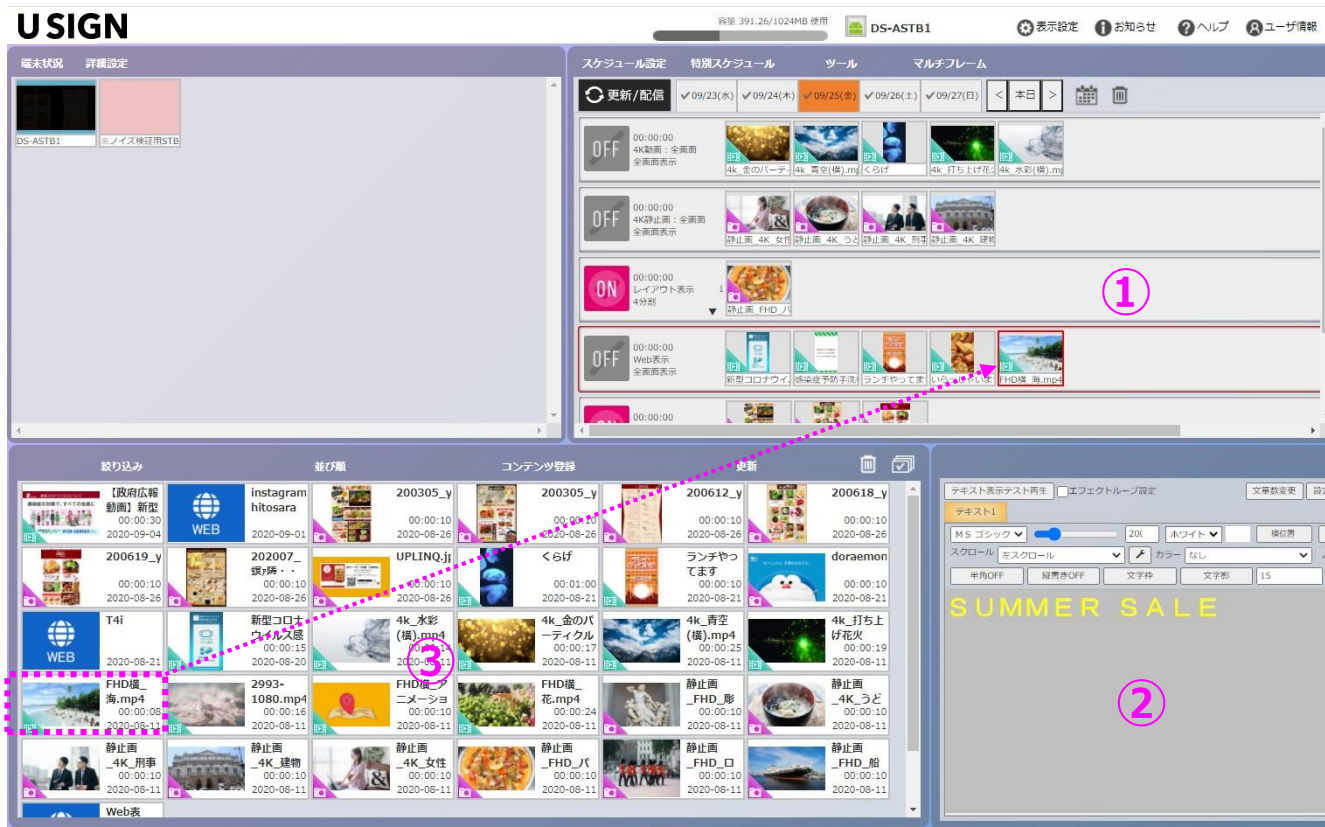 U SIGN
容量 391.26/1024MB 使用
DS-ASTB1
表示設定
お知らせ
ヘルプ
ユーザ情報
端末状況 詳細設定
DS-ASTB1
※ノイズ検証用STB
スケジュール設定 特別スケジュール ツール マルチフレーム
更新/配信
09/23(水)
09/24(木)
09/25(金)
09/26(土)
09/27(日)
<
本日
>
OFF
00:00:00
4K動画:全画面
全画面表示
4k_金のパーテ
4k_青空(横).m
くらげ
4k_打ち上げ花
4k_水彩(横).m
OFF
00:00:00
4K静止画:全画面
全画面表示
静止画_4K_女性
静止画_4K_うど
静止画_4K_刑事
静止画_4K_建物
ON
00:00:00
レイアウト表示
4分割
1
▼
静止画_FHD_パ
①
OFF
00:00:00
Web表示
全画面表示
新型コロナウイ
感染症予防手洗
ランチやってま
いらっしゃいま
FHD横_海.mp4
00:00:00
絞り込み 並び順 コンテンツ登録 更新
【政府広報
動画】新型
00:00:30
2020-09-04
WEB
instagram
hitosara
2020-09-01
200305_y
00:00:10
2020-08-26
200305_y
00:00:10
2020-08-26
200612_y
00:00:10
2020-08-26
200618_y
00:00:10
2020-08-26
200619_y
00:00:10
2020-08-26
202007_
00:00:10
2020-08-26
UPLINQ.j
00:00:10
2020-08-26
くらげ
00:01:00
2020-08-21
ランチやっ
てます
00:00:10
2020-08-21
doraemon
00:00:10
2020-08-21
WEB
T4i
2020-08-21
新型コロナ
ウイルス感
00:00:15
2020-08-20
4k_水彩
(横).mp4
00:00:14
2020-08-11
4k_金のパ
ーティクル
00:00:17
2020-08-11
4k_青空
(横).mp4
00:00:25
2020-08-11
4k_打ち上
げ花火
00:00:19
2020-08-11
③
FHD横_
海.mp4
00:00:08
2020-08-11
2993-
1080.mp4
00:00:16
2020-08-11
FHD横_ア
ニメーショ
00:00:10
2020-08-11
FHD横_
花.mp4
00:00:24
2020-08-11
静止画
_FHD_彫
00:00:10
2020-08-11
静止画
_4K_うど
00:00:10
2020-08-11
静止画
_4K_刑事
00:00:10
2020-08-11
静止画
_4K_建物
00:00:10
2020-08-11
静止画
_4K_女性
00:00:10
2020-08-11
静止画
_FHD_パ
00:00:10
2020-08-11
静止画
_FHD_ロ
00:00:10
2020-08-11
静止画
_FHD_船
00:00:10
2020-08-11
Web表
テキスト表示テスト再生
エフェクトループ設定
文章数変更
設定
テキスト1
MS ゴシック
20(
ホワイト
横位置
スクロール 左スクロール
カラー なし
半角OFF
縦書きOFF
文字枠
文字影
15
SUMMER SALE
②